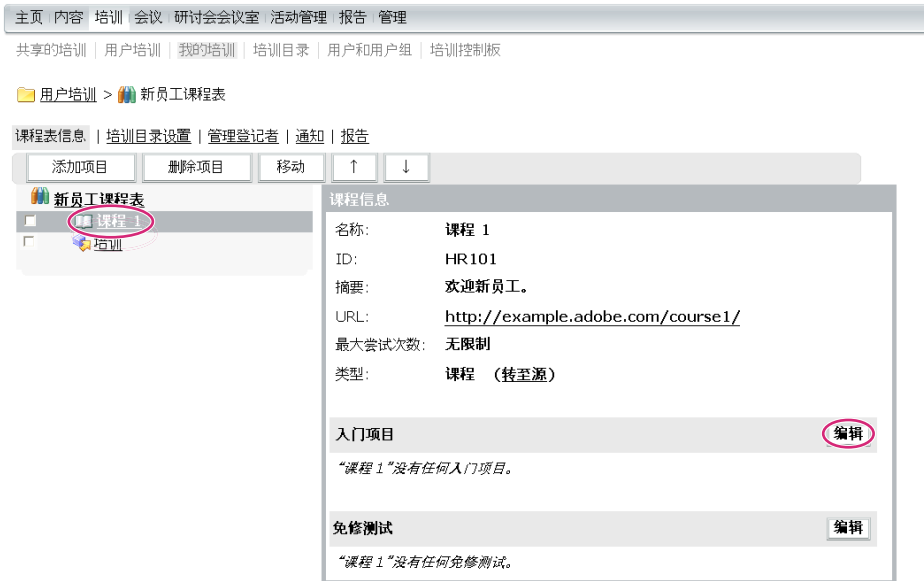 主页 内容 培训 会议 研讨会会议室 活动管理 报告 管理
共享的培训 用户培训 我的培训 培训目录 用户和用户组 培训控制板
用户培训 > 新员工课程表
课程表信息 | 培训目录设置 | 管理登记者 | 通知 | 报告
添加项目 删除项目 移动 ↑ ↓
新员工课程表
课程 1
培训
课程信息
名称: 课程 1
ID: HR101
摘要: 欢迎新员工。
URL: http://example.adobe.com/course1/
最大尝试次数: 无限制
类型: 课程 (转至源)
入门项目 编辑
“课程 1”没有任何入门项目。
免修测试 编辑
“课程 1”没有任何免修测试。